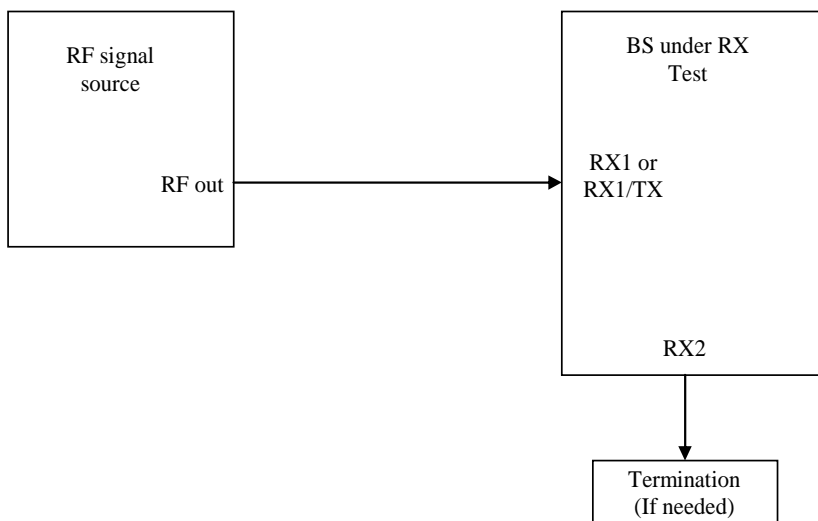 RF signal
source
RF out
BS under RX
Test
RX1 or
RX1/TX
RX2
Termination
(If needed)